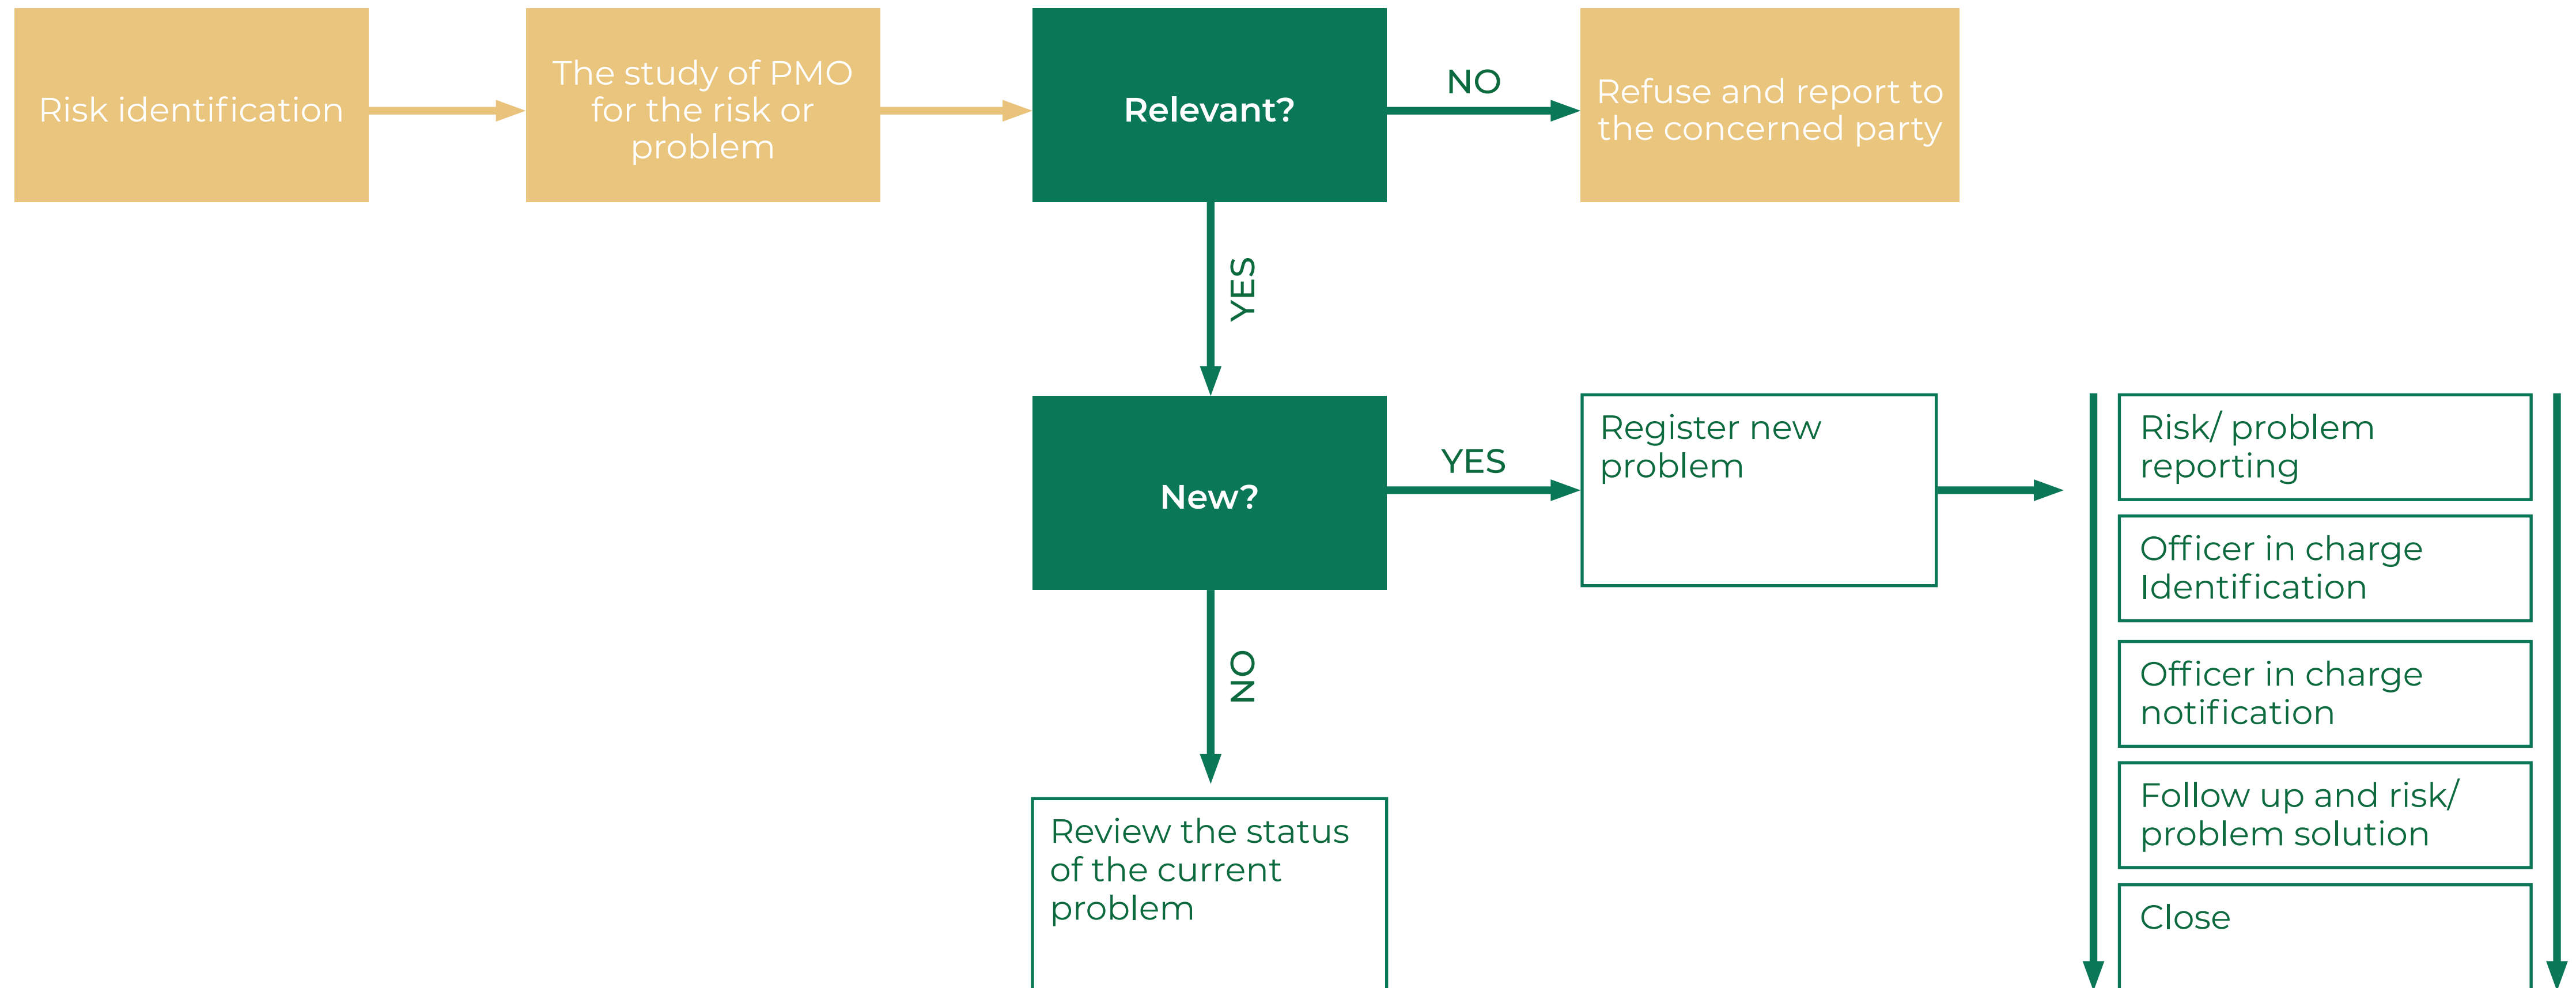 Risk identification
The study of PMO
for the risk or
problem
Relevant?
NO
Refuse and report to
the concerned party
YES
New?
YES
Register new
problem
NO
Review the status
of the current
problem
Risk/ problem
reporting
Officer in charge
Identification
Officer in charge
notification
Follow up and risk/
problem solution
Close